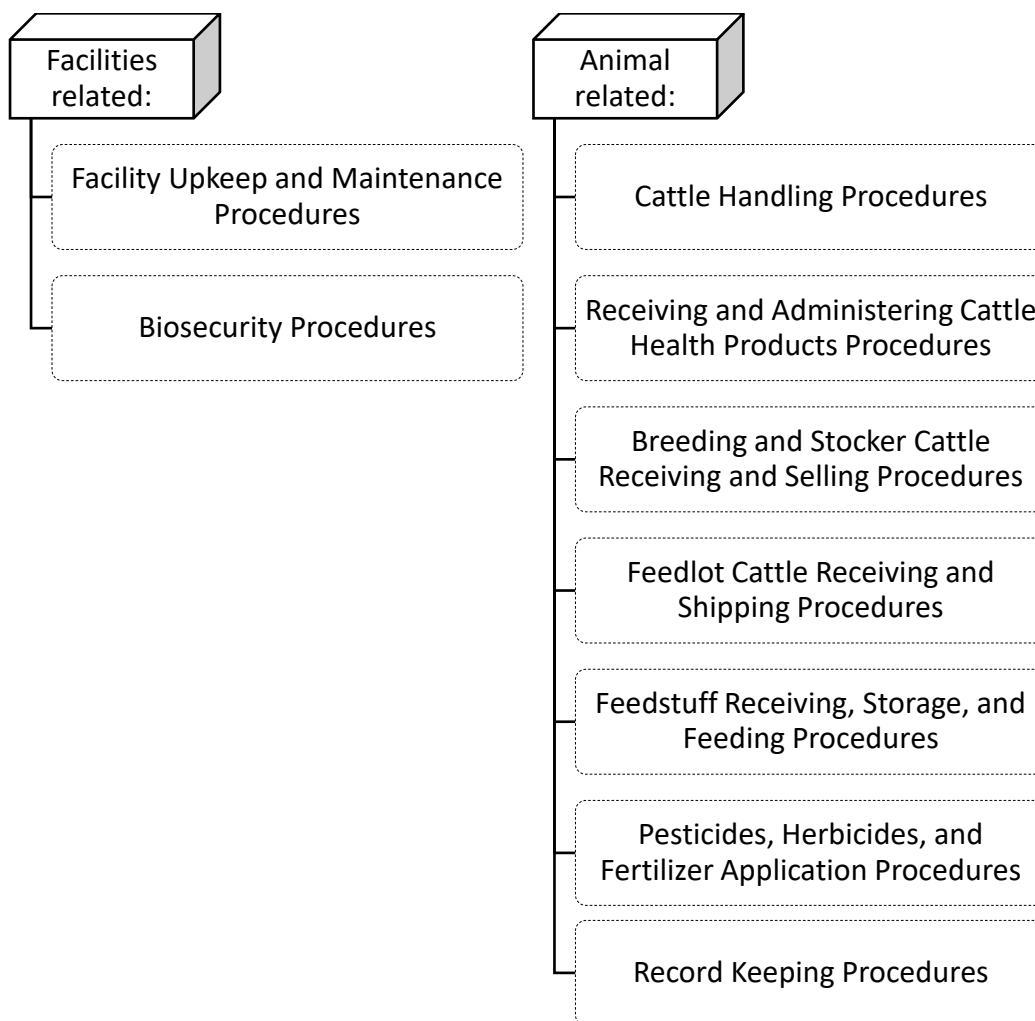 Facilities
related:
Facility Upkeep and Maintenance
Procedures
Biosecurity Procedures
Animal
related:
Cattle Handling Procedures
Receiving and Administering Cattle
Health Products Procedures
Breeding and Stocker Cattle
Receiving and Selling Procedures
Feedlot Cattle Receiving and
Shipping Procedures
Feedstuff Receiving, Storage, and
Feeding Procedures
Pesticides, Herbicides, and
Fertilizer Application Procedures
Record Keeping Procedures